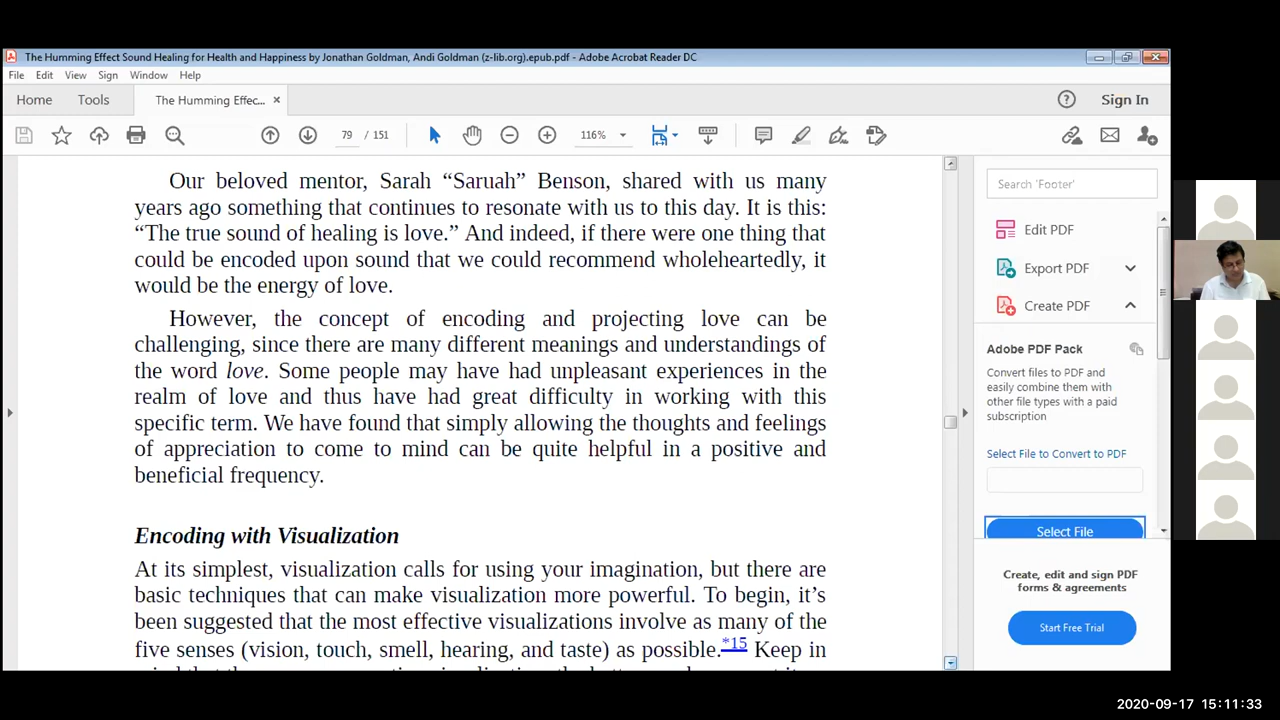 The Humming Effect Sound Healing for Health and Happiness by Jonathan Goldman, Andi Goldman (z-lib.org).epub.pdf - Adobe Acrobat Reader DC
File Edit View Sign Window Help
Home Tools The Humming Effec... × Sign In
79 / 151 116%
Our beloved mentor, Sarah “Saruah” Benson, shared with us many
years ago something that continues to resonate with us to this day. It is this:
“The true sound of healing is love.” And indeed, if there were one thing that
could be encoded upon sound that we could recommend wholeheartedly, it
would be the energy of love.
However, the concept of encoding and projecting love can be
challenging, since there are many different meanings and understandings of
the word love. Some people may have had unpleasant experiences in the
realm of love and thus have had great difficulty in working with this
specific term. We have found that simply allowing the thoughts and feelings
of appreciation to come to mind can be quite helpful in a positive and
beneficial frequency.
Encoding with Visualization
At its simplest, visualization calls for using your imagination, but there are
basic techniques that can make visualization more powerful. To begin, it’s
been suggested that the most effective visualizations involve as many of the
five senses (vision, touch, smell, hearing, and taste) as possible.*15 Keep in
Search 'Footer'
Edit PDF
Export PDF
Create PDF
Adobe PDF Pack
Convert files to PDF and
easily combine them with
other file types with a paid
subscription
Select File to Convert to PDF
Select File
Create, edit and sign PDF
forms & agreements
Start Free Trial
2020-09-17 15:11:33